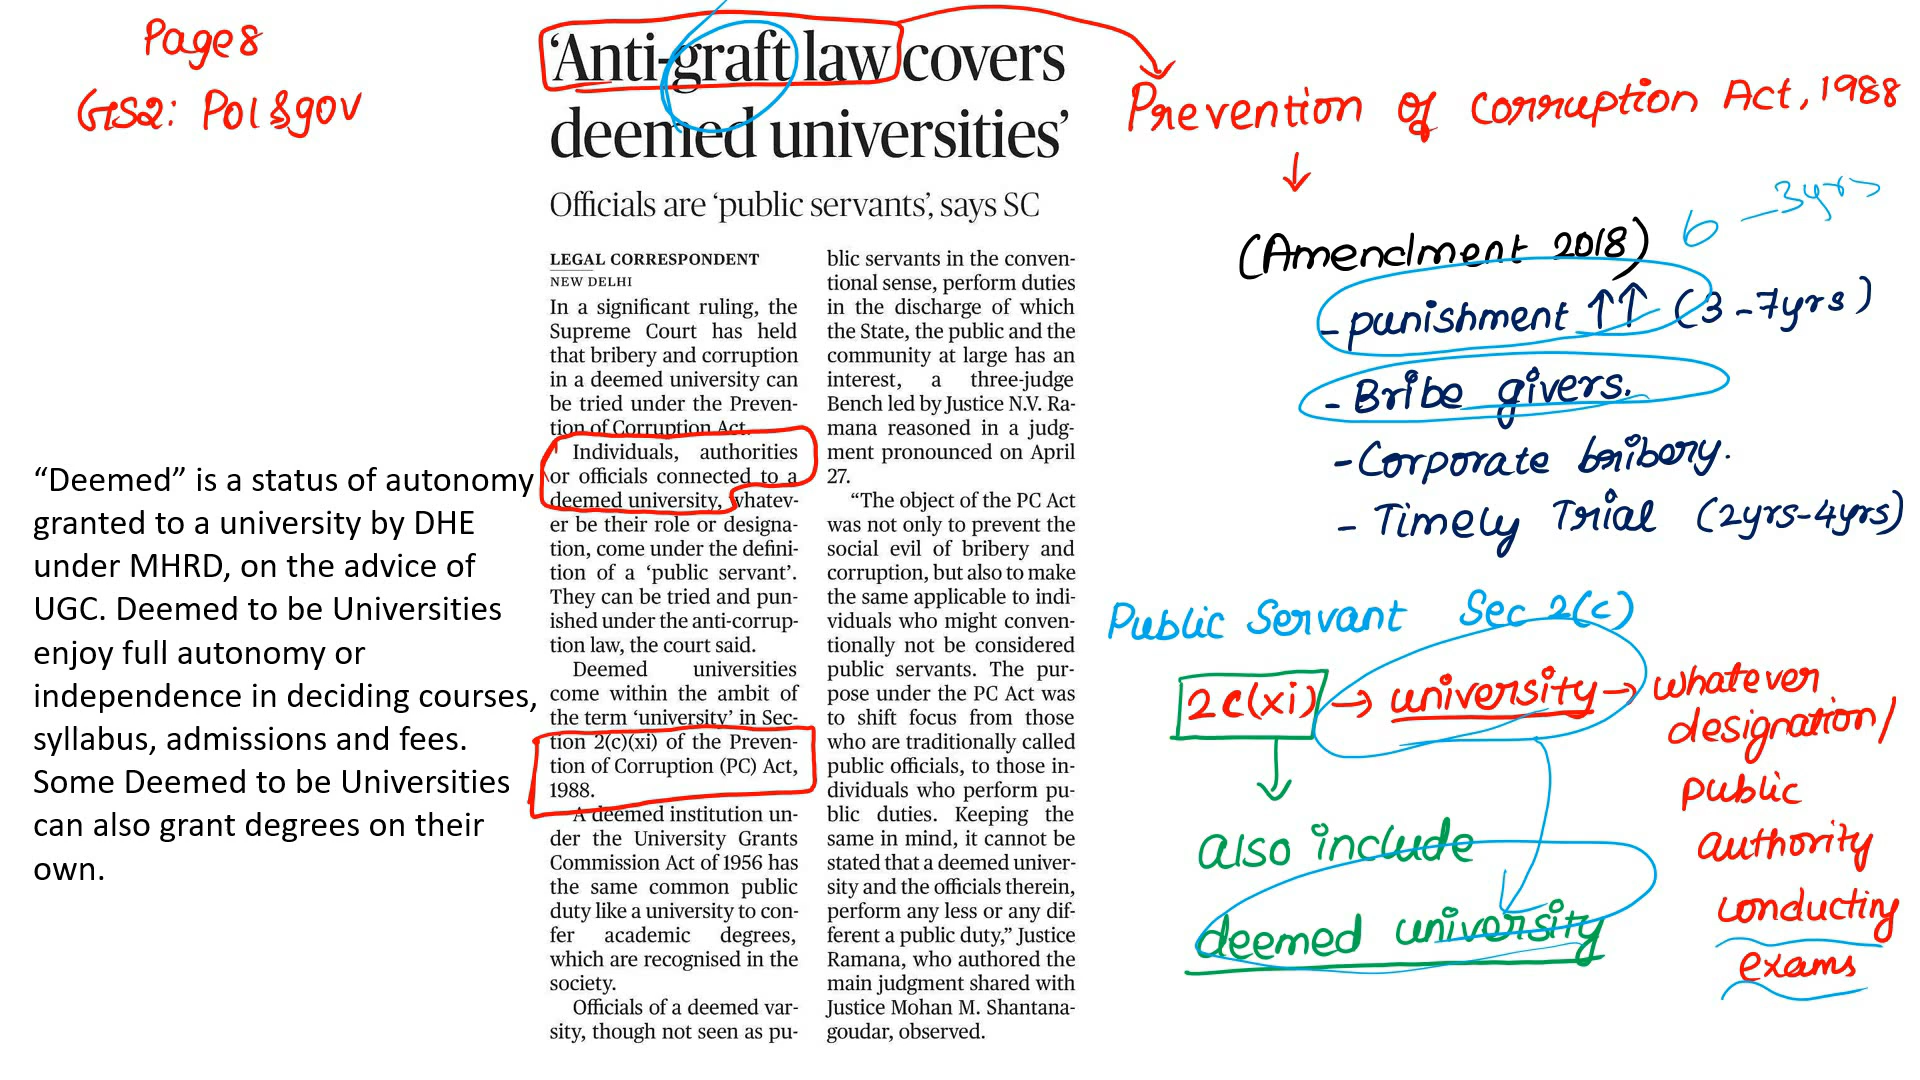 Page 8
GS2: Pol & gov
“Deemed” is a status of autonomy
granted to a university by DHE
under MHRD, on the advice of
UGC. Deemed to be Universities
enjoy full autonomy or
independence in deciding courses,
syllabus, admissions and fees.
Some Deemed to be Universities
can also grant degrees on their
own.
‘Anti-graft law covers
deemed universities’
Officials are ‘public servants’, says SC
LEGAL CORRESPONDENT
NEW DELHI
In a significant ruling, the
Supreme Court has held
that bribery and corruption
in a deemed university can
be tried under the Preven-
tion of Corruption Act.
Individuals, authorities
or officials connected to a
deemed university, whatev-
er be their role or designa-
tion, come under the defini-
tion of a ‘public servant’.
They can be tried and pun-
ished under the anti-corrup-
tion law, the court said.
Deemed universities
come within the ambit of
the term ‘university’ in Sec-
tion 2(c)(xi) of the Preven-
tion of Corruption (PC) Act,
1988.
A deemed institution un-
der the University Grants
Commission Act of 1956 has
the same common public
duty like a university to con-
fer academic degrees,
which are recognised in the
society.
Officials of a deemed var-
sity, though not seen as pu-
blic servants in the conven-
tional sense, perform duties
in the discharge of which
the State, the public and the
community at large has an
interest, a three-judge
Bench led by Justice N.V. Ra-
mana reasoned in a judg-
ment pronounced on April
27.
“The object of the PC Act
was not only to prevent the
social evil of bribery and
corruption, but also to make
the same applicable to indi-
viduals who might conven-
tionally not be considered
public servants. The pur-
pose under the PC Act was
to shift focus from those
who are traditionally called
public officials, to those in-
dividuals who perform pu-
blic duties. Keeping the
same in mind, it cannot be
stated that a deemed univer-
sity and the officials therein,
perform any less or any dif-
ferent a public duty,” Justice
Ramana, who authored the
main judgment shared with
Justice Mohan M. Shantana-
goudar, observed.
Prevention of Corruption Act, 1988
(Amendment 2018) 6 - 3yrs
- punishment ↑↑ (3 - 7yrs)
- Bribe givers.
- Corporate bribery.
- Timely Trial (2yrs-4yrs)
Public Servant Sec 2(c)
2c(xi) → university → whatever
designation/
public
authority
conducting
exams
also include
deemed university